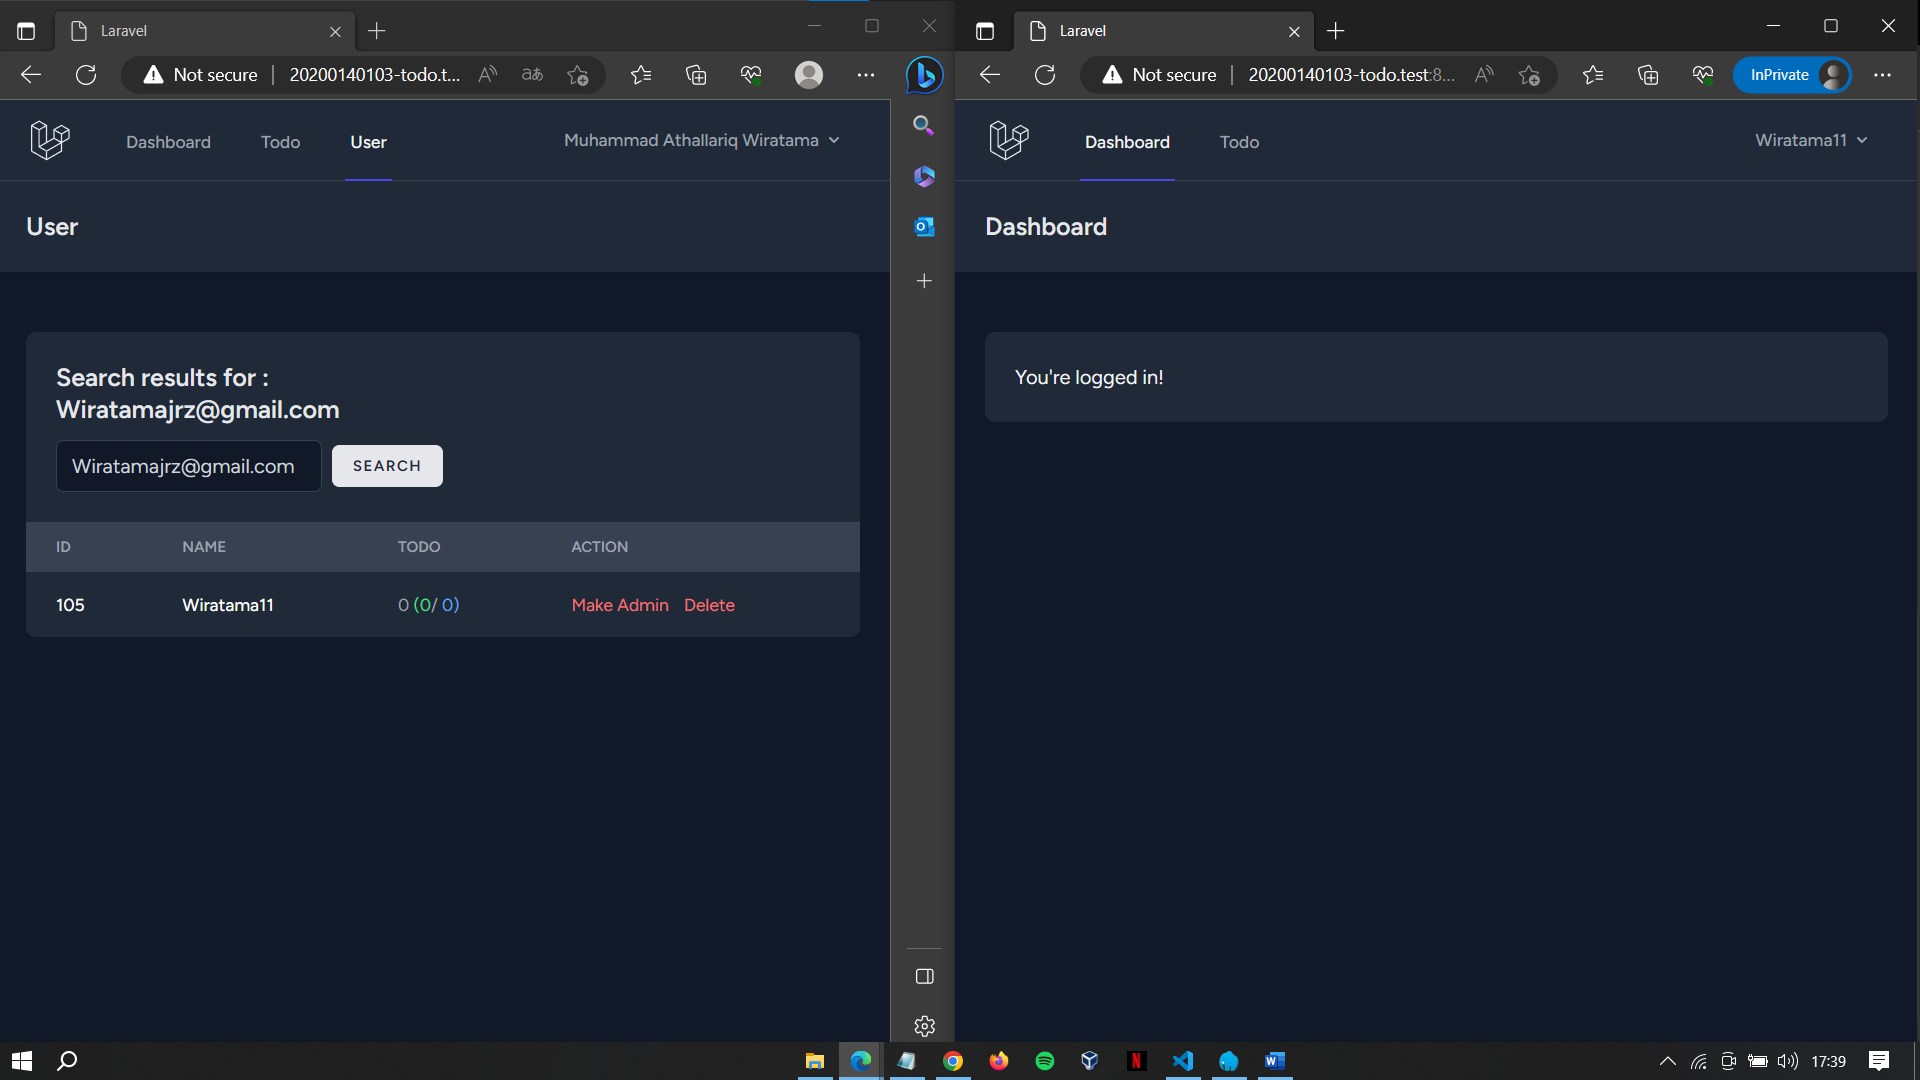 Laravel
Not secure
20200140103-todo.t...
Dashboard
Todo
User
Muhammad Athallariq Wiratama
User
Search results for :
Wiratamajrz@gmail.com
Wiratamajrz@gmail.com
SEARCH
ID NAME TODO ACTION
105 Wiratama11 0 (0/ 0) Make Admin Delete
Laravel
Not secure
20200140103-todo.test:8...
InPrivate
Dashboard
Todo
Wiratama11
Dashboard
You're logged in!
17:39